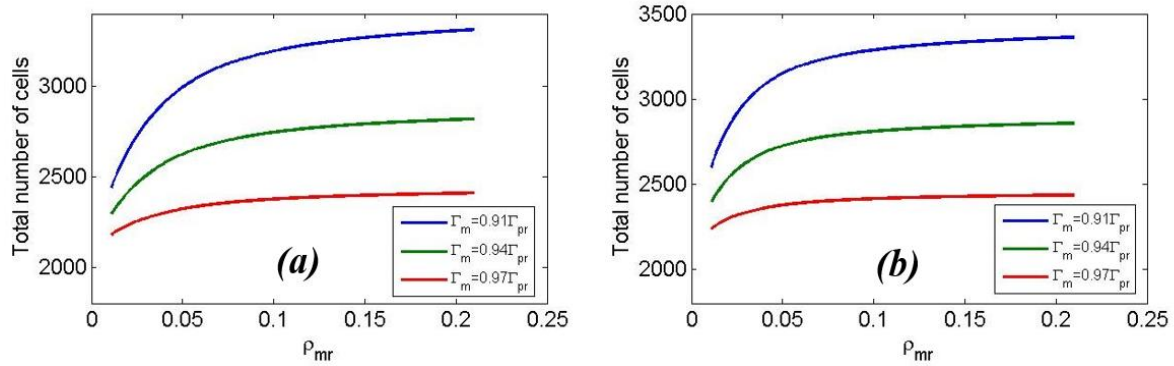 Total number of cells
3000
2500
2000
0
0.05
0.1
0.15
0.2
0.25
ρmr
Γm=0.91Γpr
Γm=0.94Γpr
Γm=0.97Γpr
(a)
Total number of cells
3500
3000
2500
2000
0
0.05
0.1
0.15
0.2
0.25
ρmr
Γm=0.91Γpr
Γm=0.94Γpr
Γm=0.97Γpr
(b)